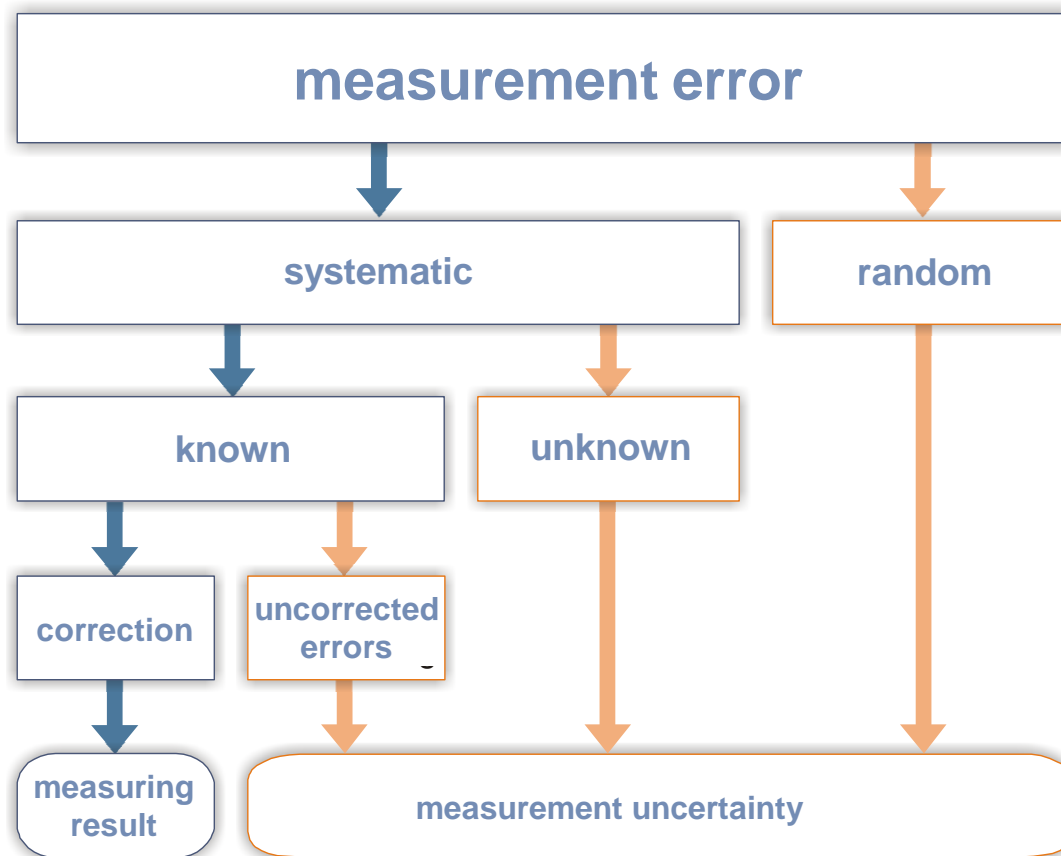 measurement error
systematic
random
known
unknown
correction
uncorrected
errors
measuring
result
measurement uncertainty